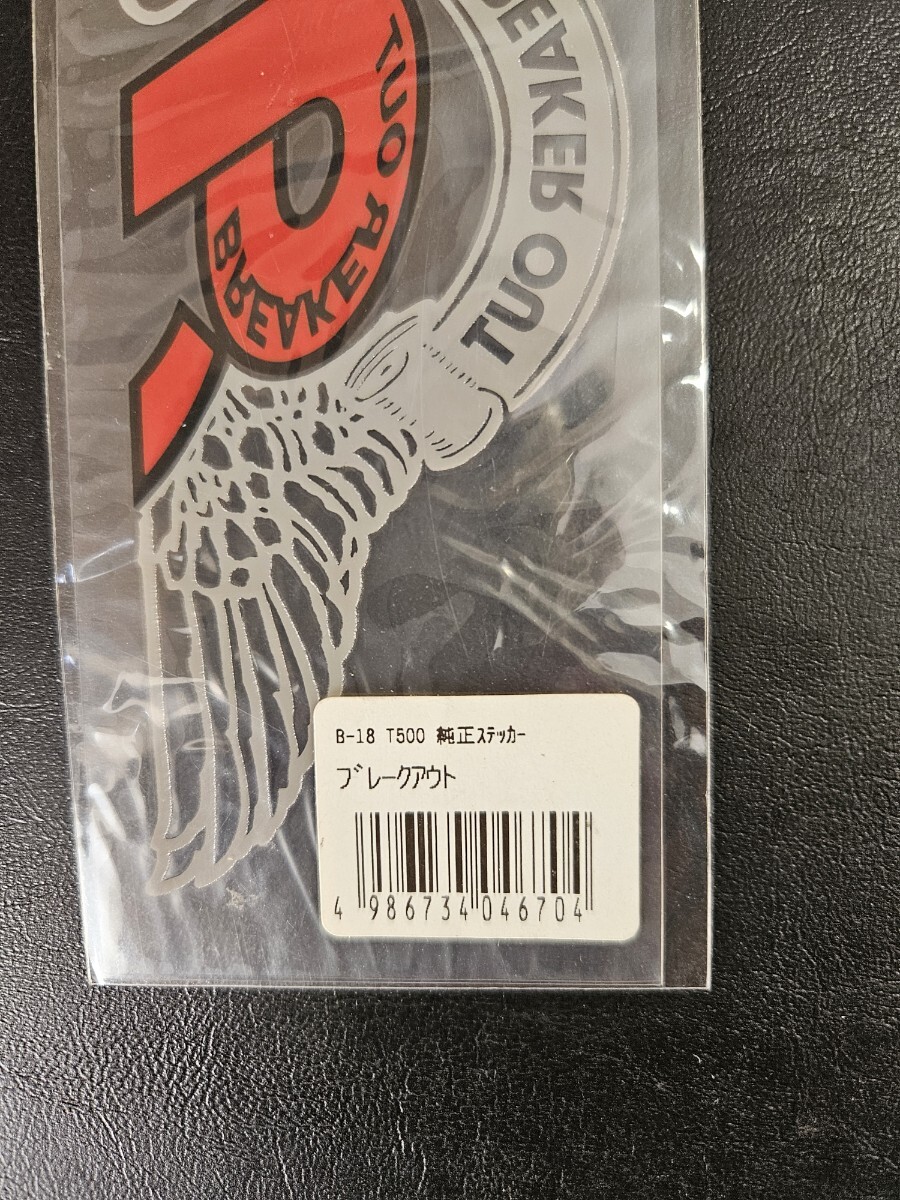 BREAKER OUT
BREAKER OUT
B-18 T500 純正ｽﾃｯｶｰ
ﾌﾞﾚｰｸｱｳﾄ
4 986734 046704